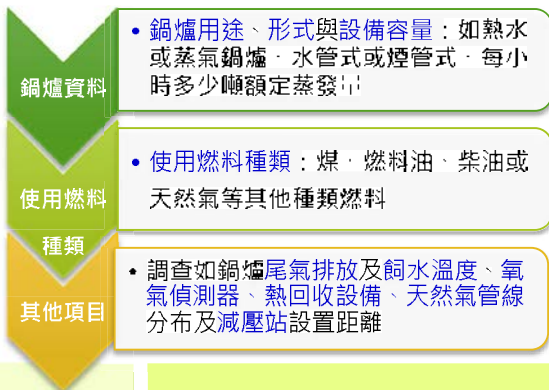 鍋爐資料
• 鍋爐用途、形式與設備容量：如熱水
或蒸氣鍋爐、水管式或煙管式、每小
時多少噸額定蒸發
使用燃料
種類
• 使用燃料種類：煤、燃料油、柴油或
天然氣等其他種類燃料
其他項目
• 調查如鍋爐尾氣排放及飼水溫度、氧
氣偵測器、熱回收設備、天然氣管線
分布及減壓站設置距離